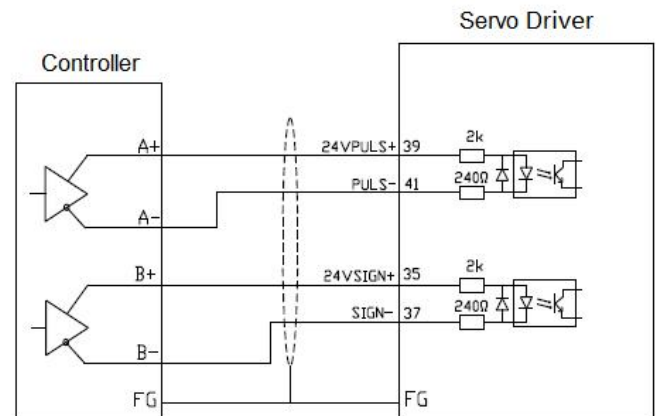 Servo Driver
Controller
A+ 24VPULS+ 39 2k
PULS- 41 240Ω
A-
B+ 24VSIGN+ 35 2k
SIGN- 37 240Ω
B-
FG FG